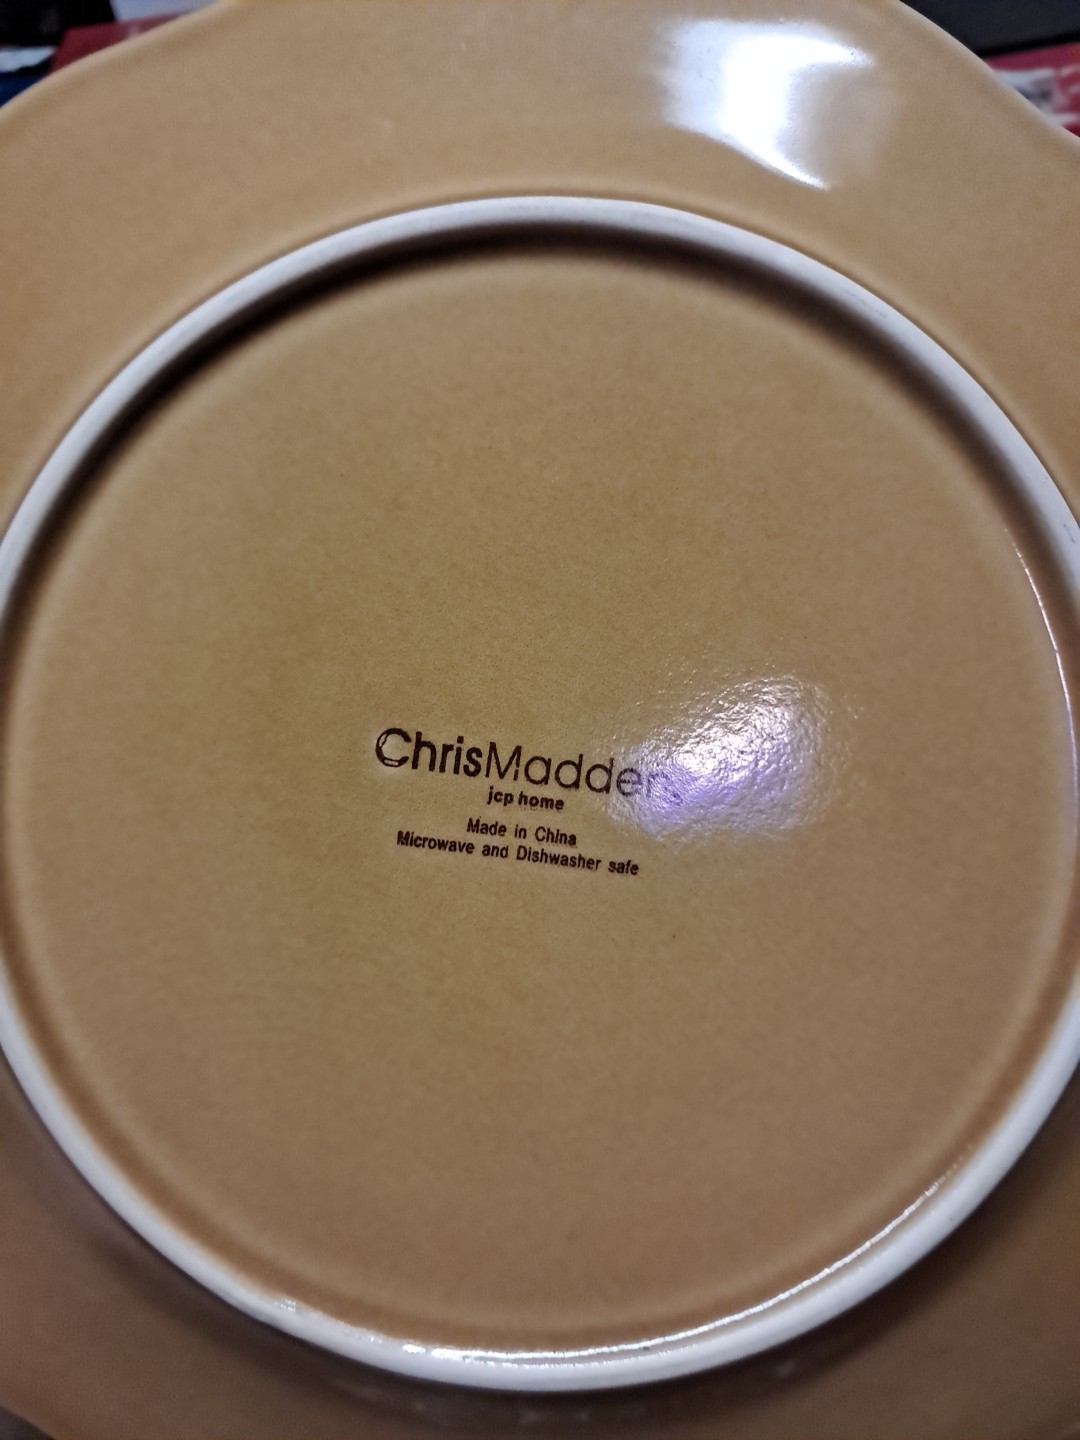 ChrisMadden
jcp home
Made in China
Microwave and Dishwasher safe